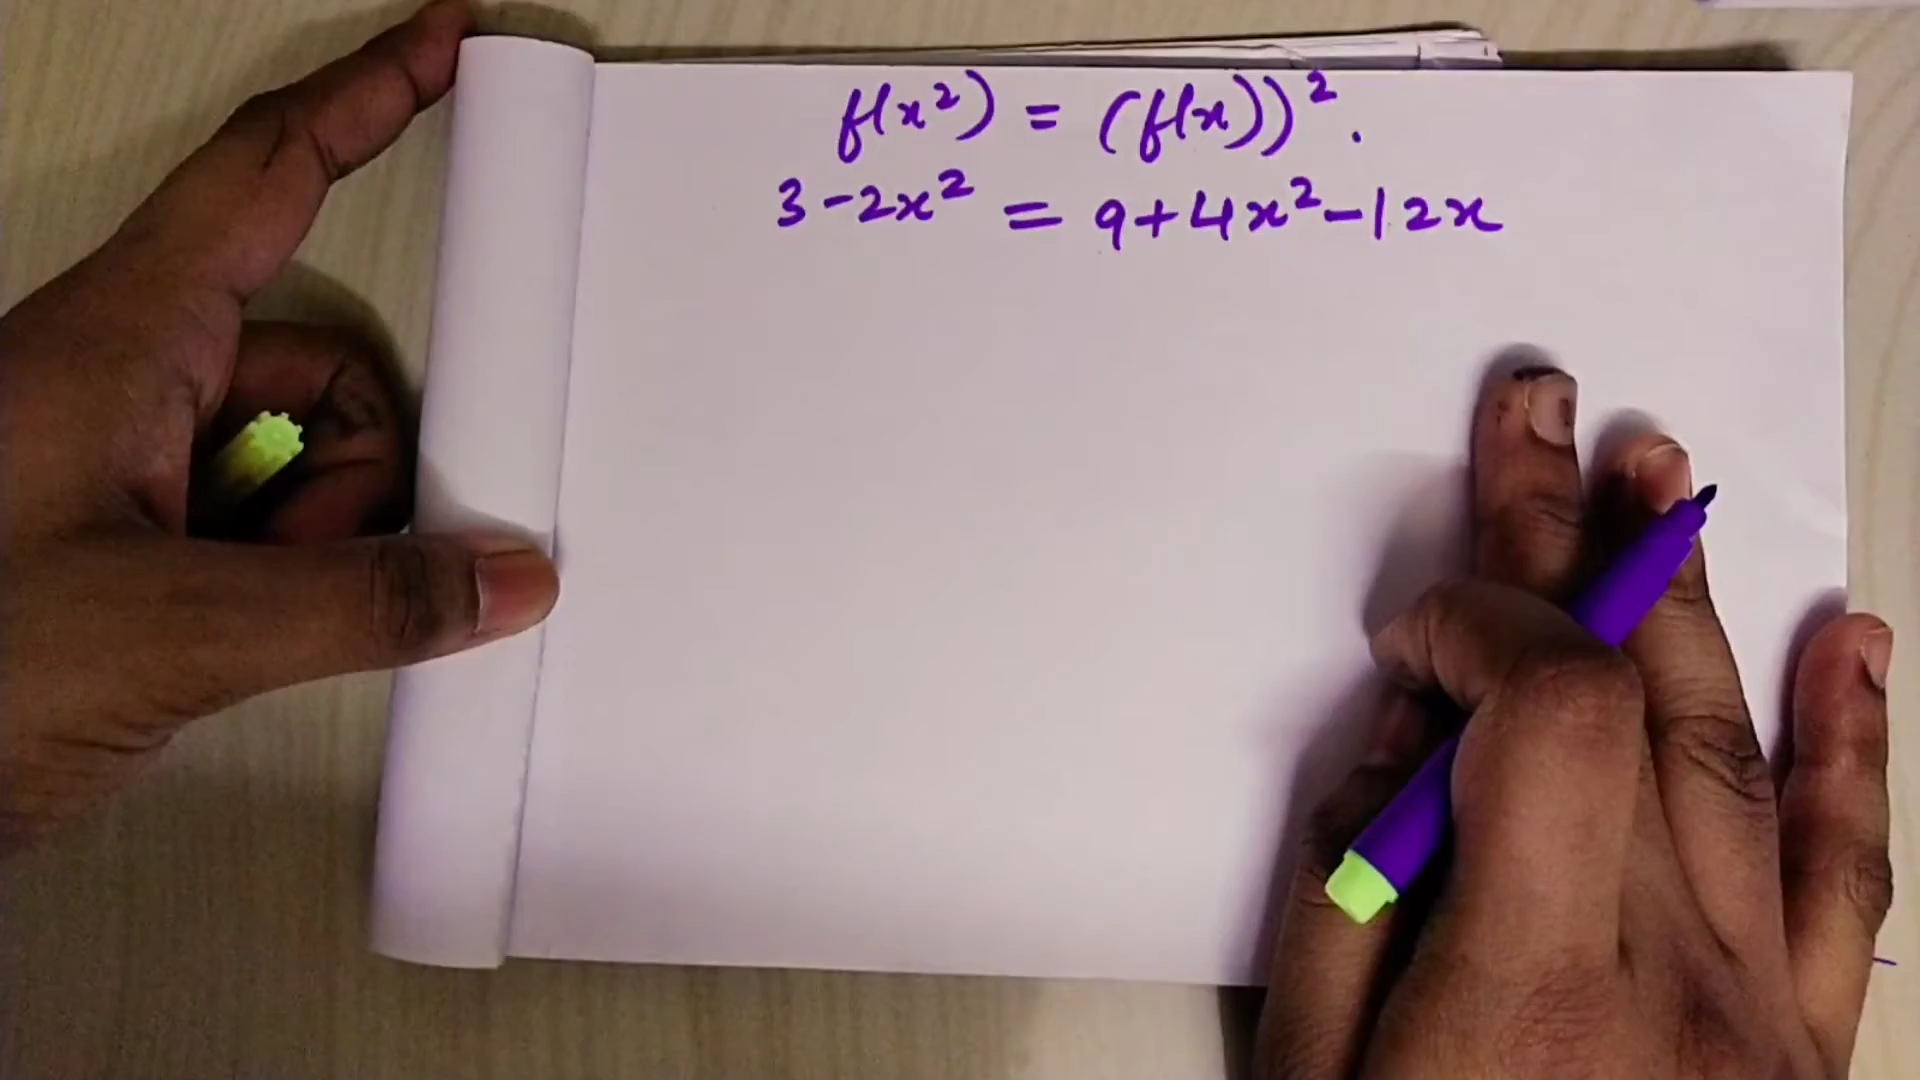 f(x²) = (f(x))².
3-2x² = 9+4x²-12x